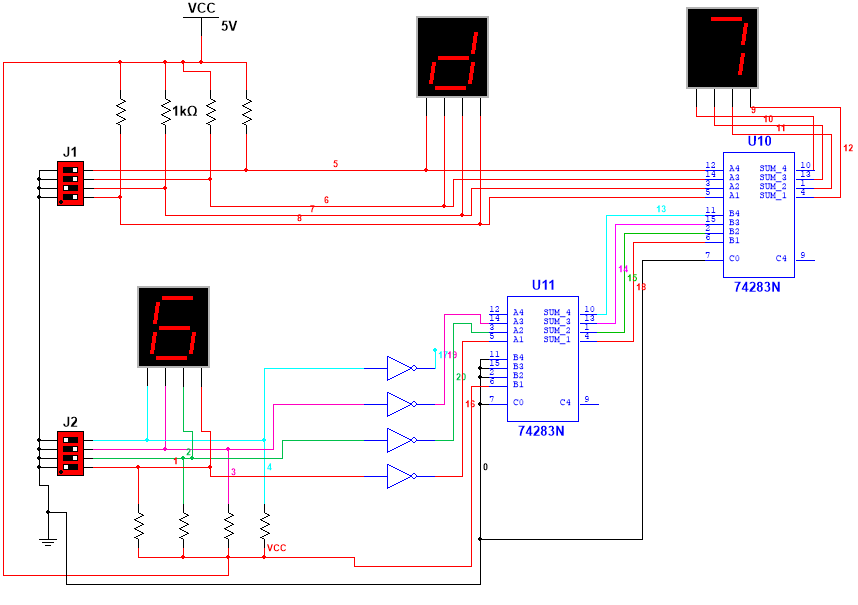 VCC
5V
1kΩ
J1
5
6
7
8
d
7
9
10
11
12
U10
12 A4 SUM_4 10
14 A3 SUM_3 13
3 A2 SUM_2 1
5 A1 SUM_1 4
11 B4
15 B3
2 B2
6 B1
7 C0 C4 9
74283N
13
14
15
18
U11
12 A4 SUM_4 10
14 A3 SUM_3 13
3 A2 SUM_2 1
5 A1 SUM_1 4
11 B4
15 B3
2 B2
6 B1
7 C0 C4 9
74283N
6
17
19
20
16
0
J2
1
2
3
4
VCC